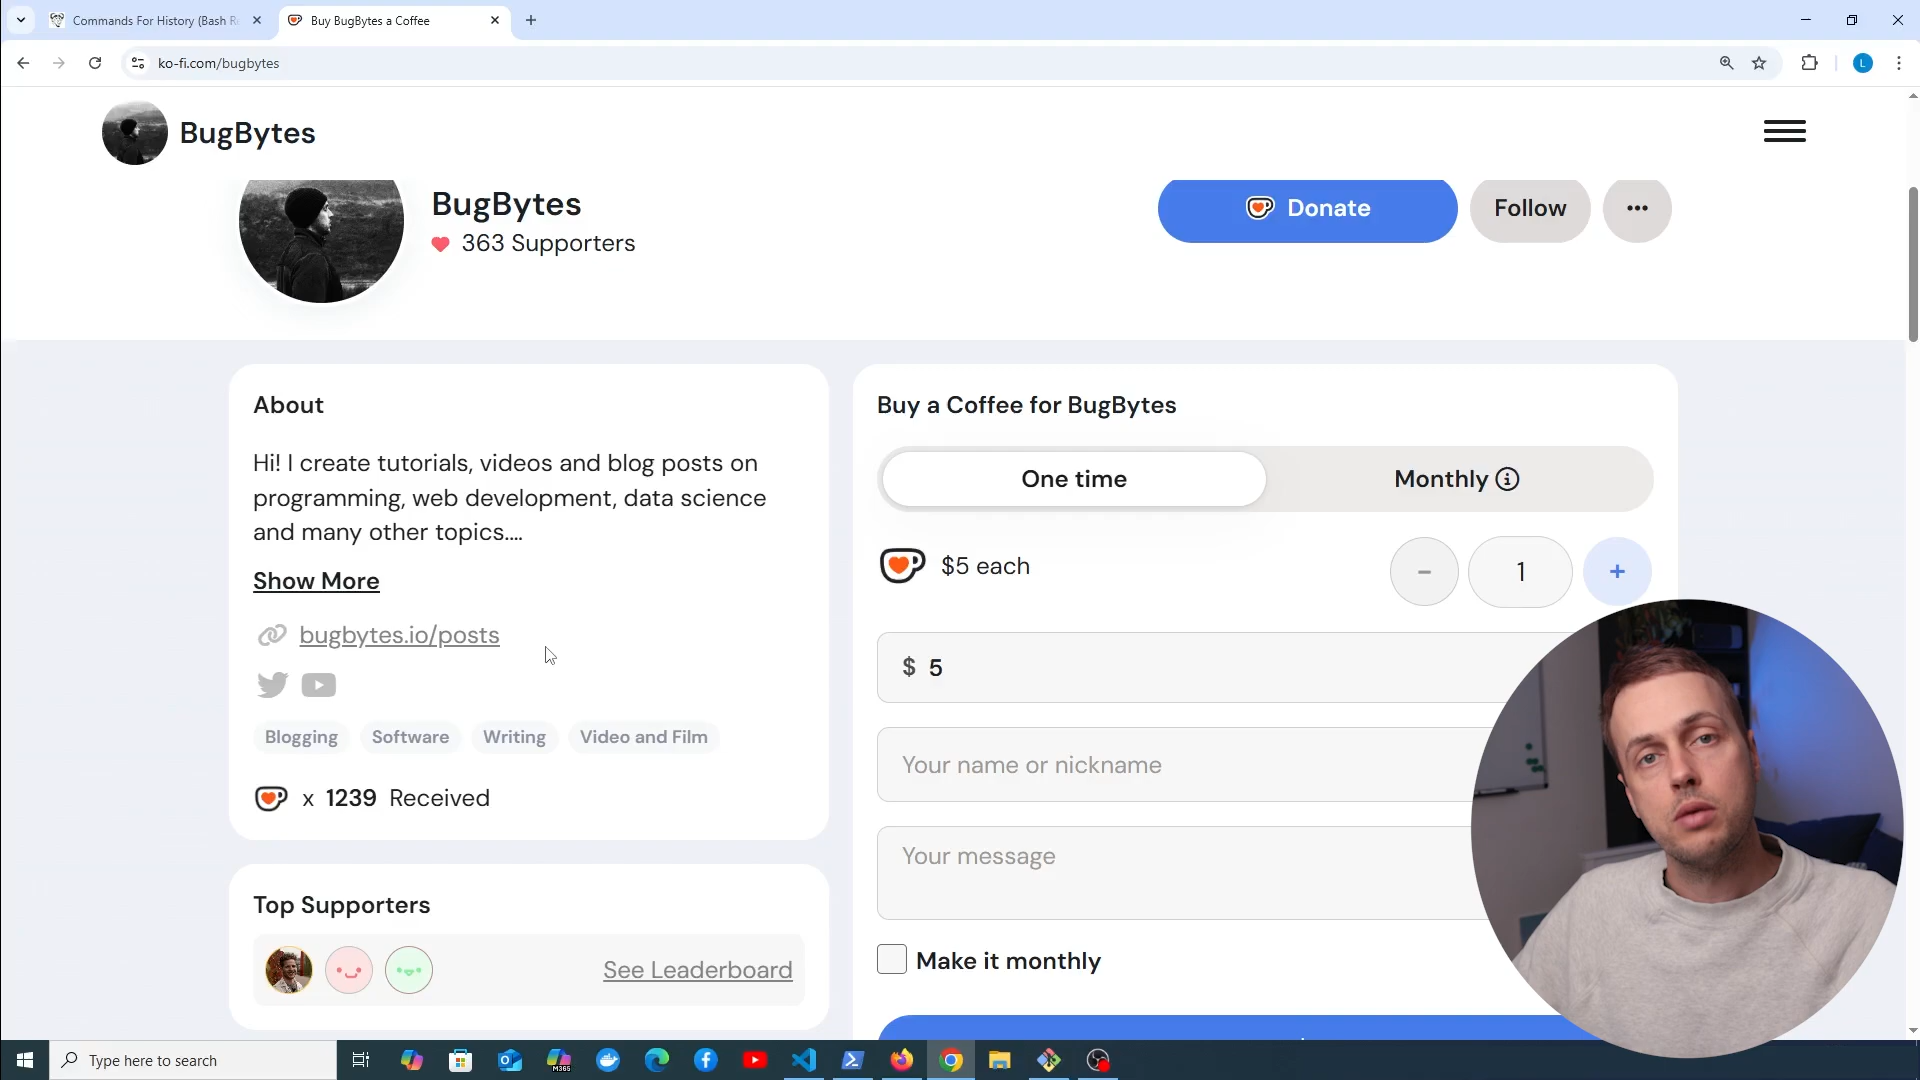 Commands For History (Bash Re
Buy BugBytes a Coffee
ko-fi.com/bugbytes
L
BugBytes
BugBytes
363 Supporters
Donate
Follow
About
Hi! I create tutorials, videos and blog posts on
programming, web development, data science
and many other topics....
Show More
bugbytes.io/posts
Blogging
Software
Writing
Video and Film
x 1239 Received
Top Supporters
See Leaderboard
Buy a Coffee for BugBytes
One time
Monthly
$5 each
−
1
+
$ 5
Your name or nickname
Your message
Make it monthly
Type here to search
M365